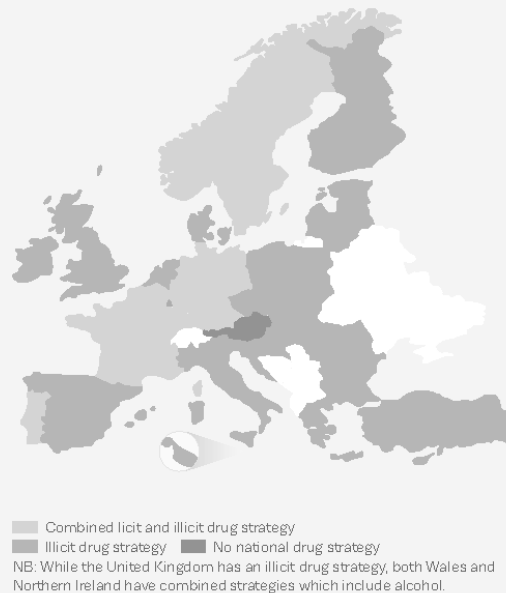 Combined licit and illicit drug strategy
Illicit drug strategy No national drug strategy
NB: While the United Kingdom has an illicit drug strategy, both Wales and
Northern Ireland have combined strategies which include alcohol.